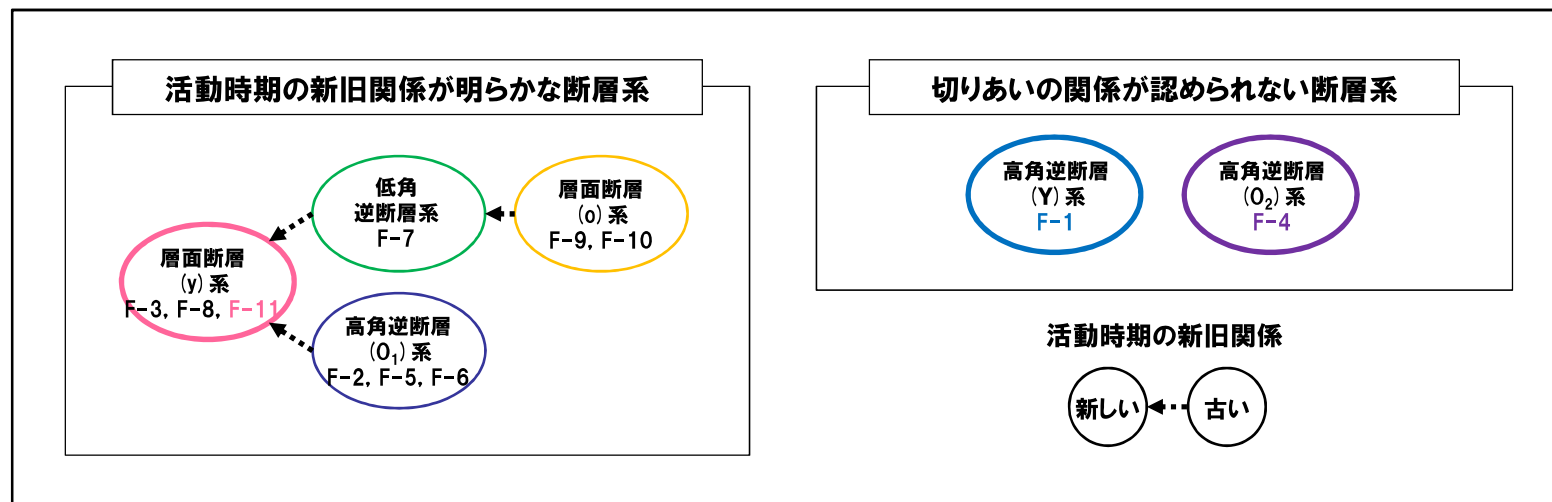 活動時期の新旧関係が明らかな断層系
低角
逆断層系
F-7
層面断層
(o)系
F-9, F-10
層面断層
(y)系
F-3, F-8, F-11
高角逆断層
(O₁)系
F-2, F-5, F-6
切りあいの関係が認められない断層系
高角逆断層
(Y)系
F-1
高角逆断層
(O₂)系
F-4
活動時期の新旧関係
新しい
古い